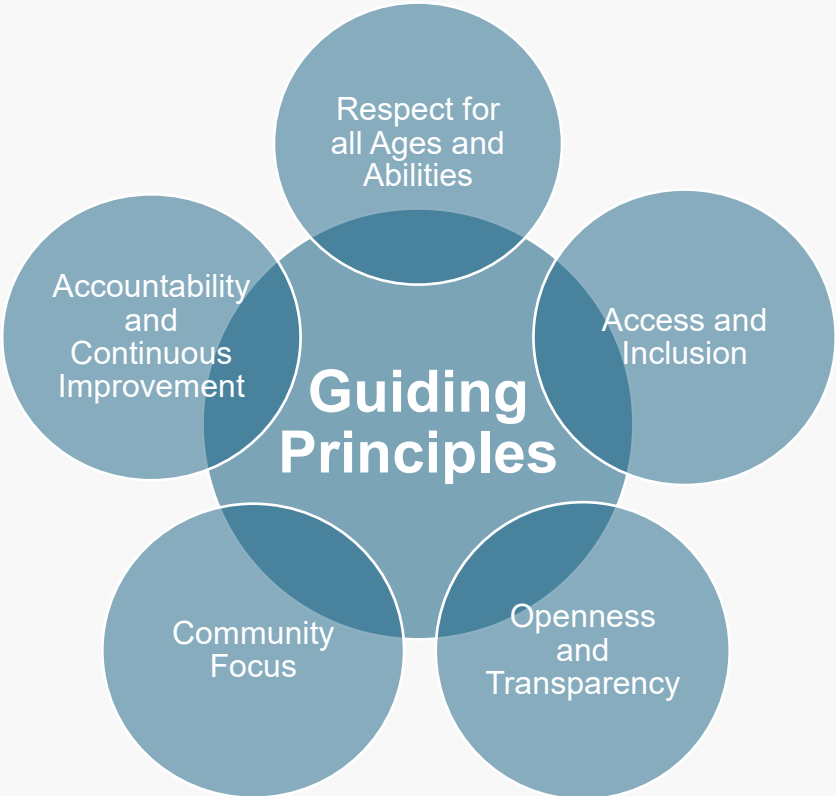 Respect for
all Ages and
Abilities
Accountability
and
Continuous
Improvement
Access and
Inclusion
Guiding
Principles
Community
Focus
Openness
and
Transparency